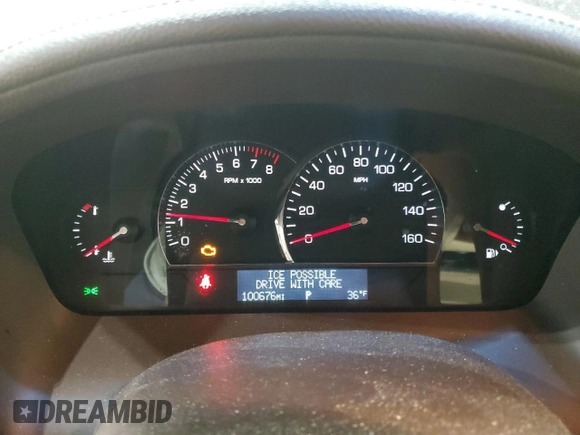 0 1 2 3 4 5 6 7 8
RPM x 1000
0 20 40 60 80 100 120 140 160
MPH
ICE POSSIBLE
DRIVE WITH CARE
100676MI P 36°F
DREAMBID